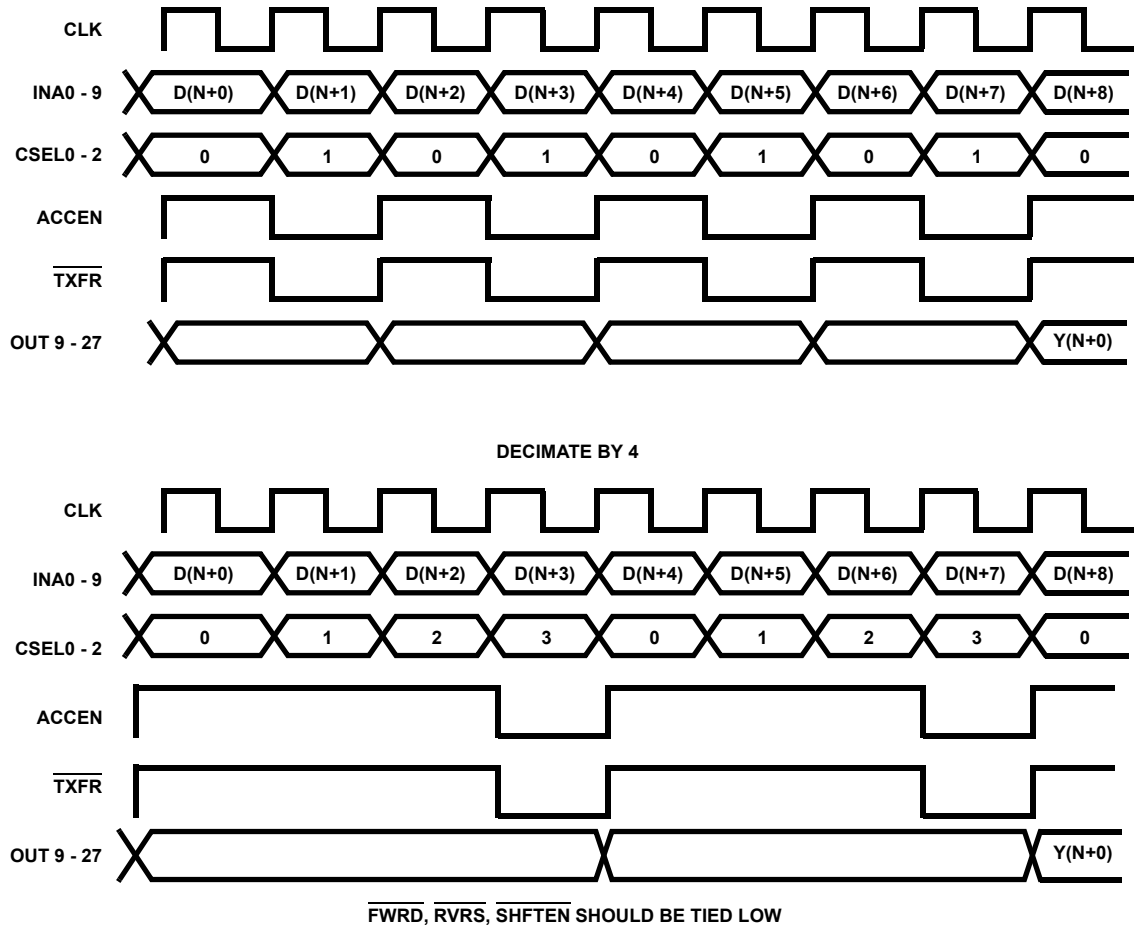 CLK
INA0 - 9 D(N+0) D(N+1) D(N+2) D(N+3) D(N+4) D(N+5) D(N+6) D(N+7) D(N+8)
CSEL0 - 2 0 1 0 1 0 1 0 1 0
ACCEN
TXFR
OUT 9 - 27 Y(N+0)
DECIMATE BY 4
CLK
INA0 - 9 D(N+0) D(N+1) D(N+2) D(N+3) D(N+4) D(N+5) D(N+6) D(N+7) D(N+8)
CSEL0 - 2 0 1 2 3 0 1 2 3 0
ACCEN
TXFR
OUT 9 - 27 Y(N+0)
FWRD, RVRS, SHFTEN SHOULD BE TIED LOW